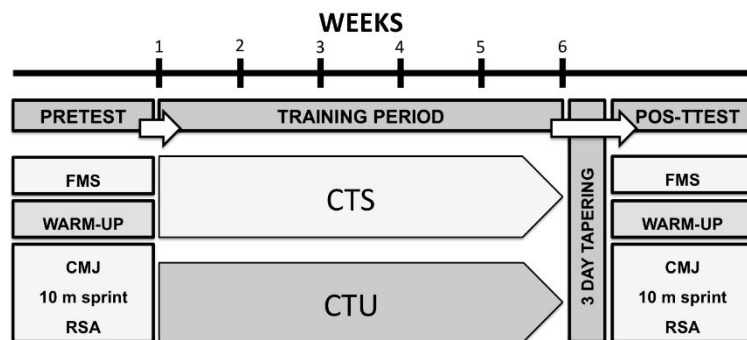 WEEKS
1 2 3 4 5 6
PRETEST TRAINING PERIOD POS-TTEST
FMS
WARM-UP
CMJ
10 m sprint
RSA
CTS
CTU
3 DAY TAPERING
FMS
WARM-UP
CMJ
10 m sprint
RSA